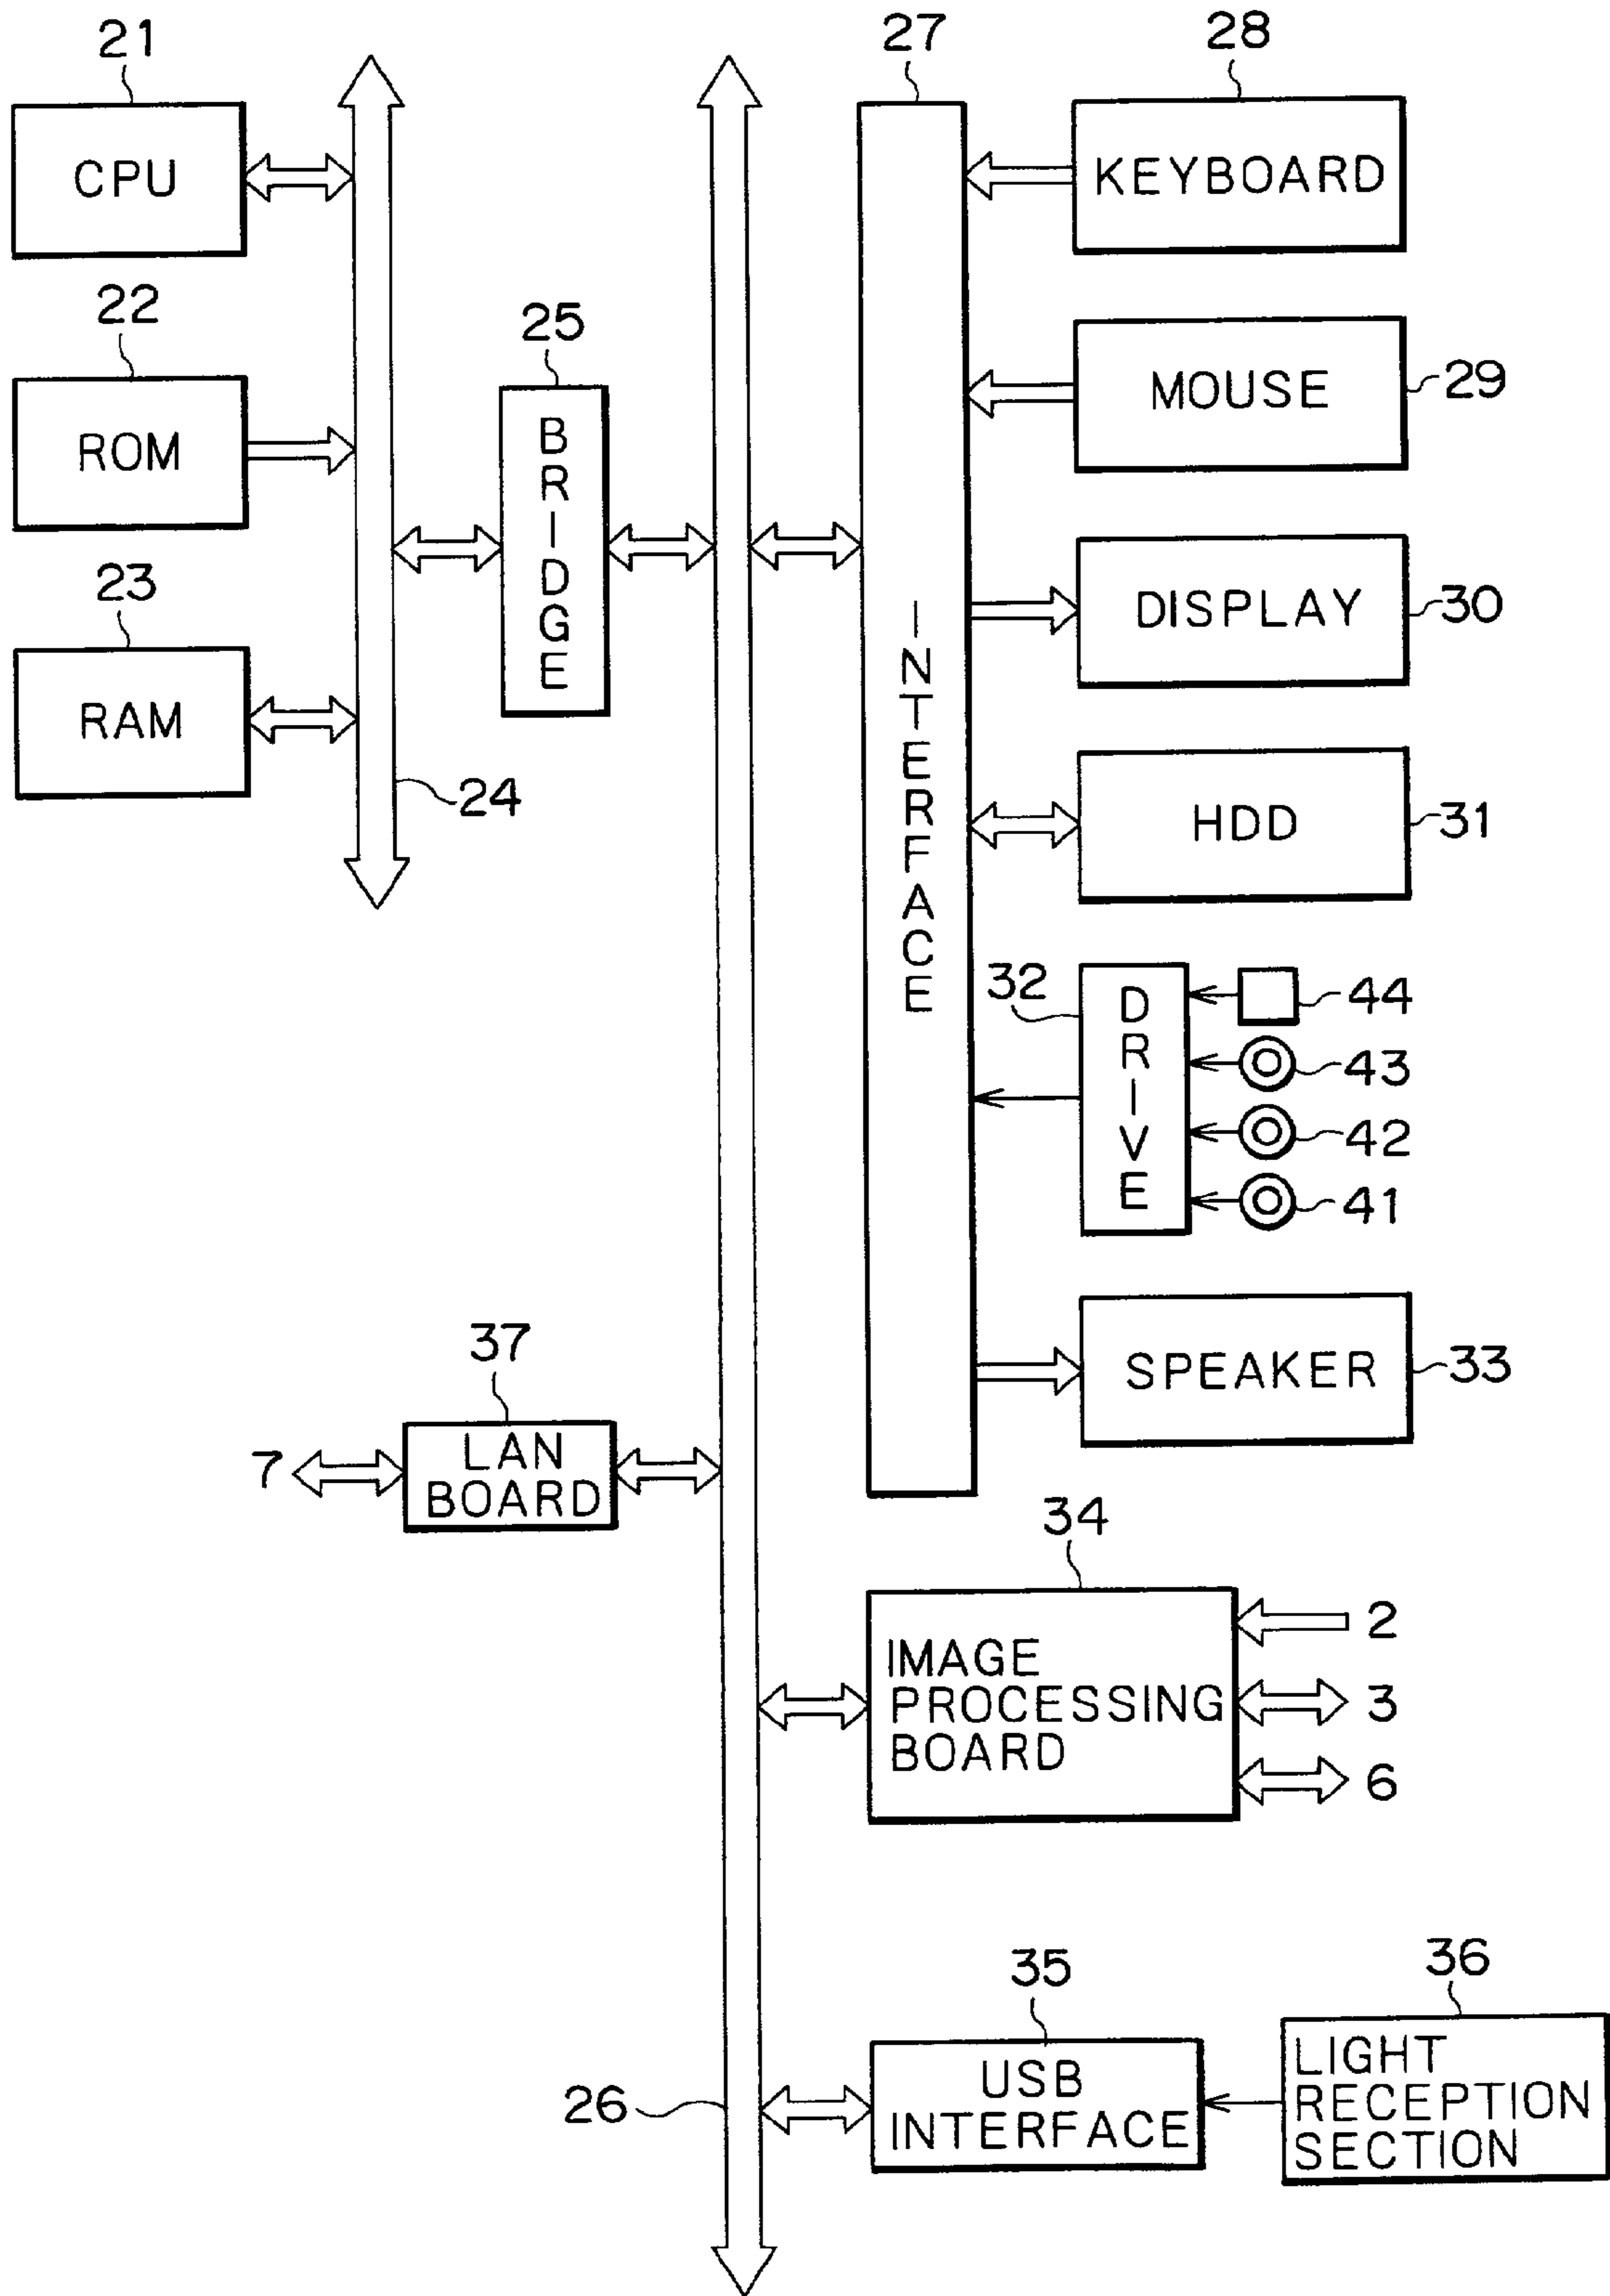 21
CPU
22
ROM
23
RAM
24
25
BRIDGE
27
INTERFACE
28
KEYBOARD
MOUSE
29
DISPLAY
30
HDD
31
32
DRIVE
44
43
42
41
SPEAKER
33
37
7
LAN
BOARD
34
IMAGE
PROCESSING
BOARD
2
3
6
26
35
USB
INTERFACE
36
LIGHT
RECEPTION
SECTION